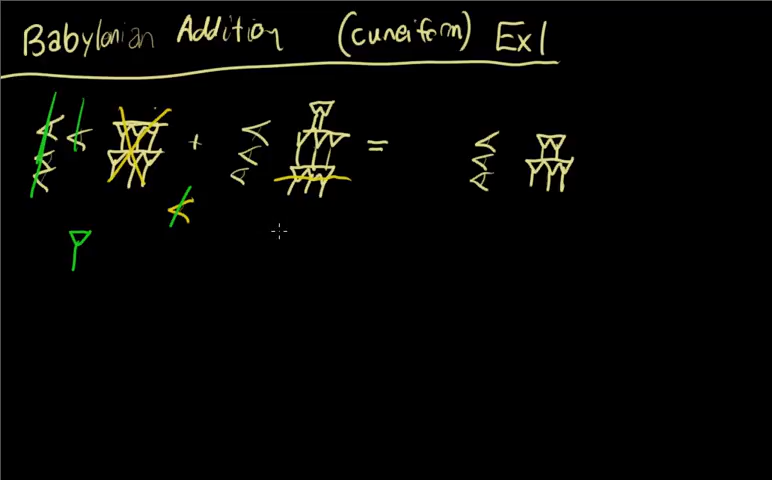 Babylonian Addition (cuneiform) Ex1
+ =